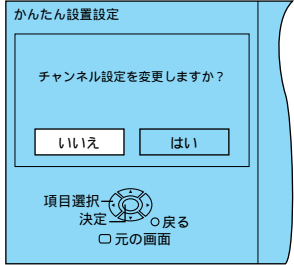 かんたん設置設定
チャンネル設定を変更しますか？
いいえ はい
項目選択
決定 戻る
元の画面